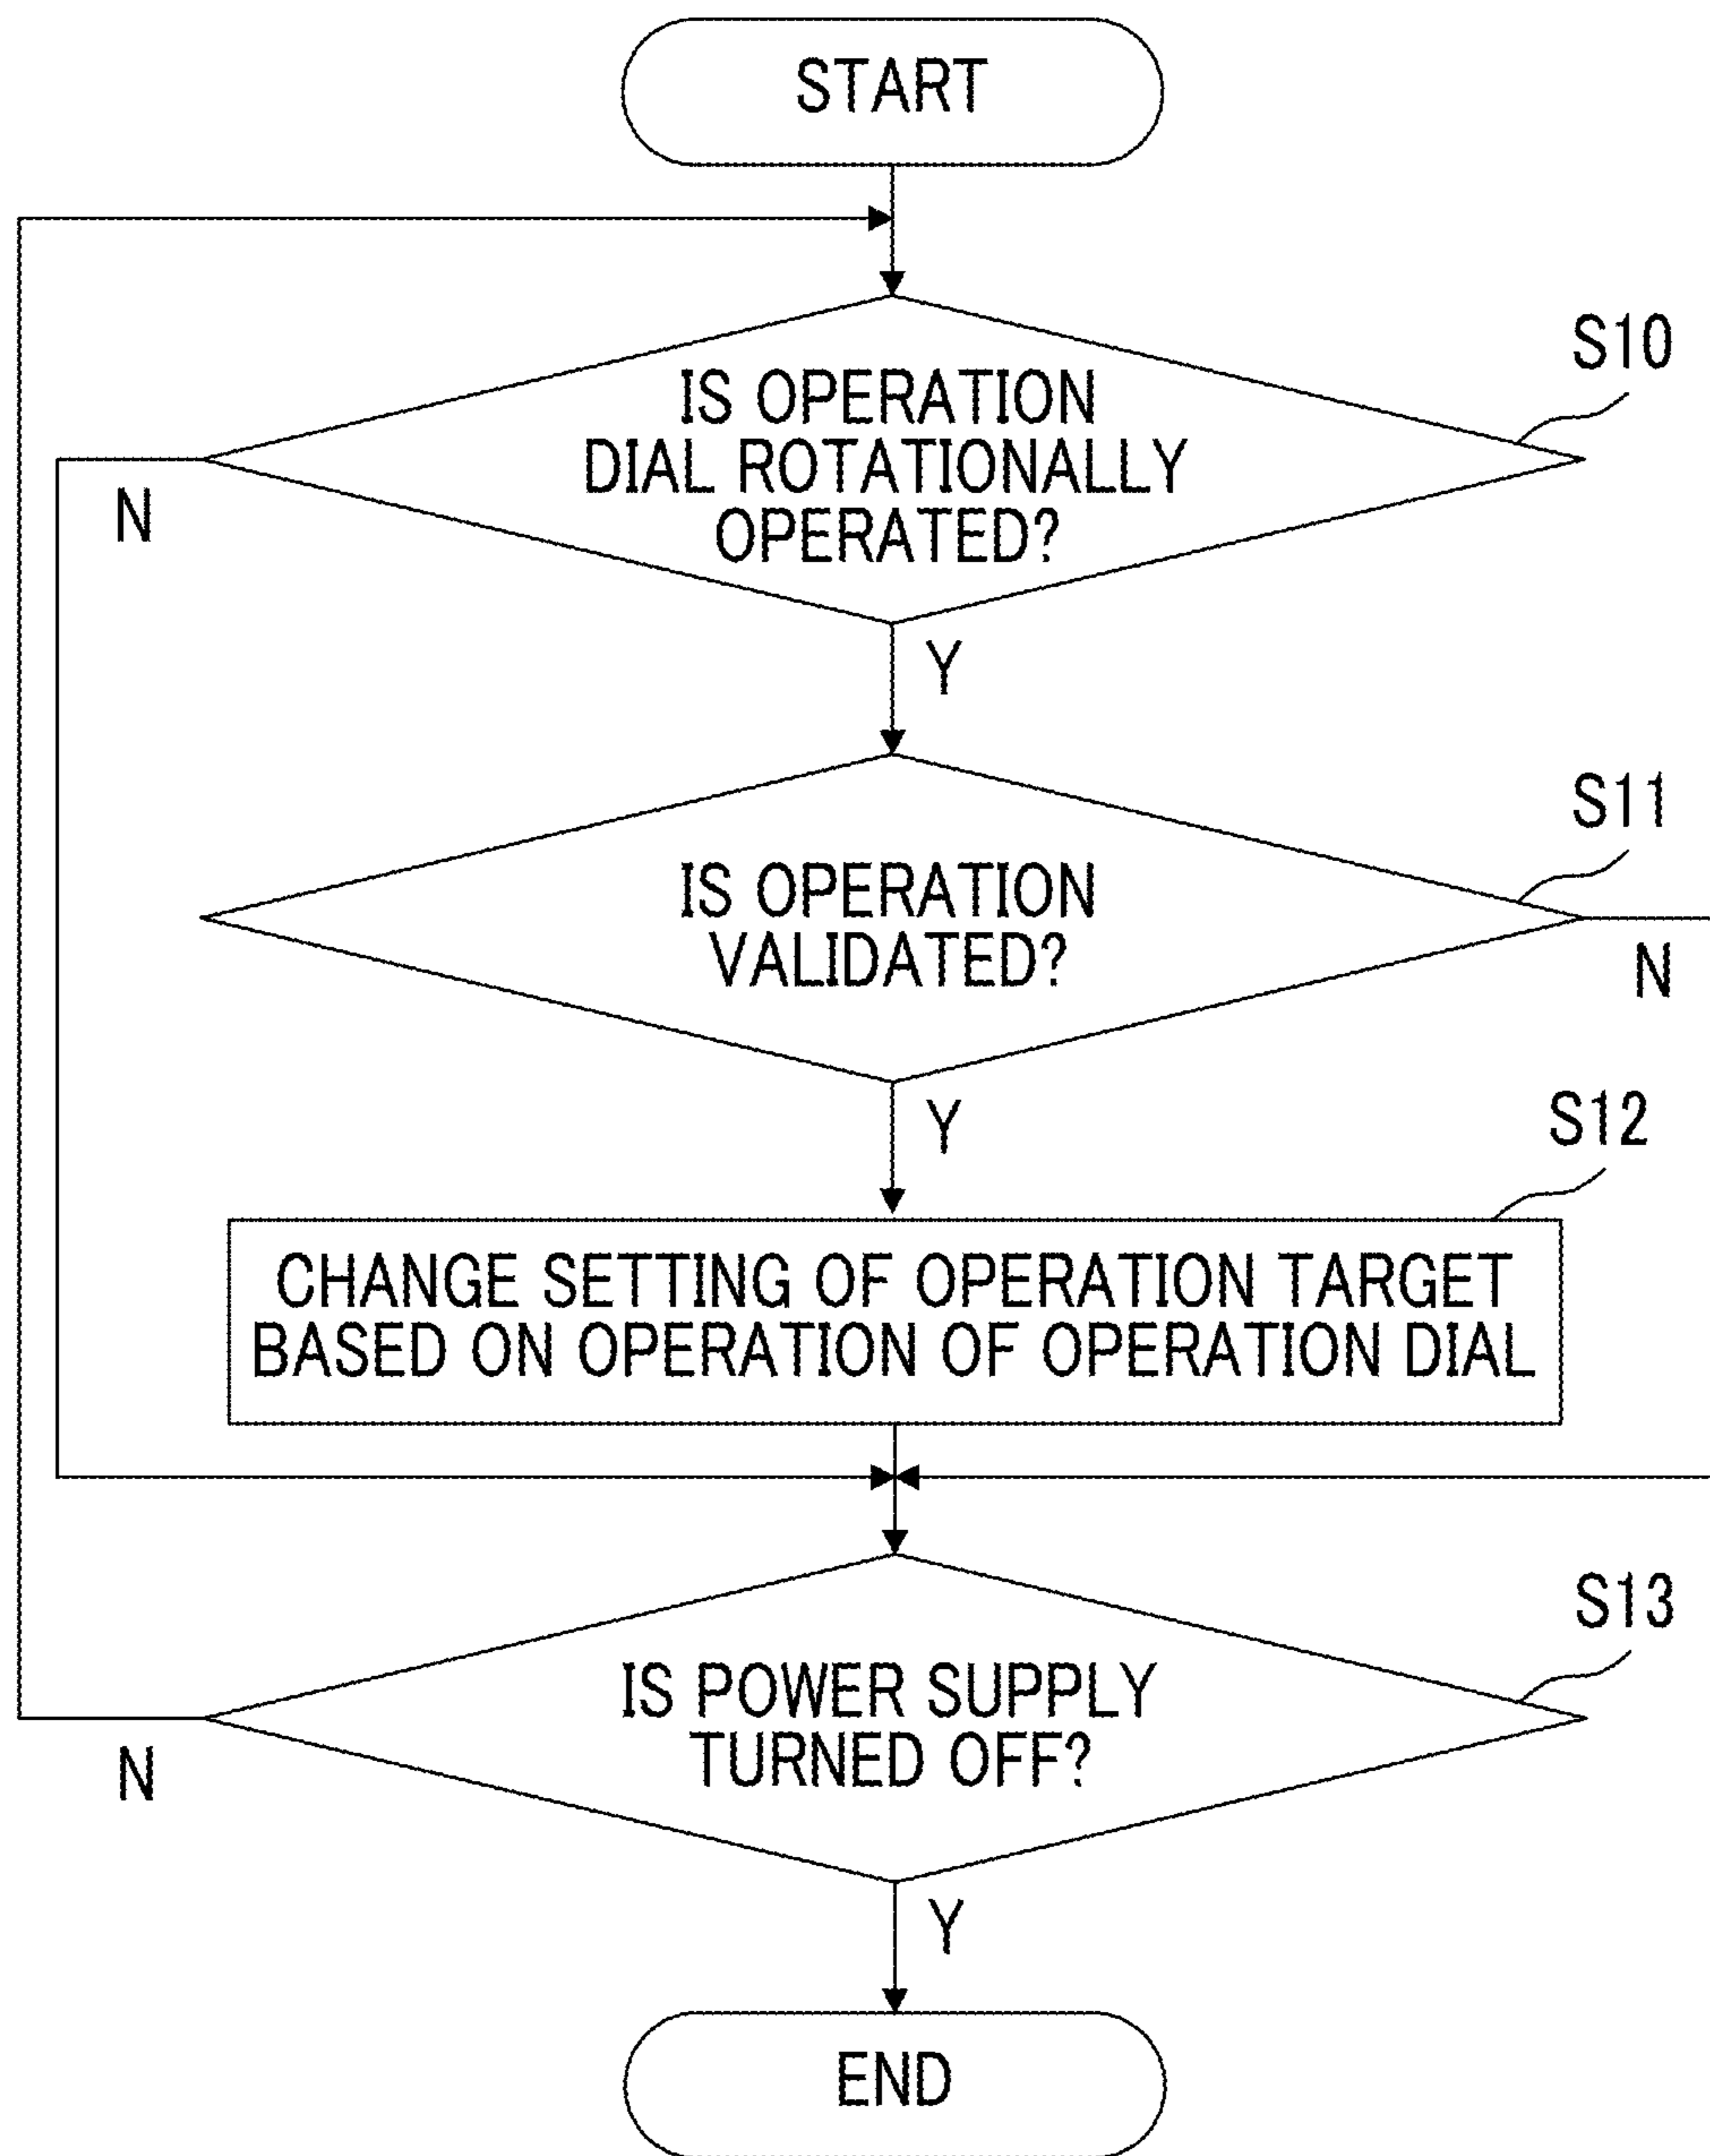 START
S10
IS OPERATION
DIAL ROTATIONALLY
OPERATED?
N
Y
S11
IS OPERATION
VALIDATED?
N
Y
S12
CHANGE SETTING OF OPERATION TARGET
BASED ON OPERATION OF OPERATION DIAL
S13
IS POWER SUPPLY
TURNED OFF?
N
Y
END